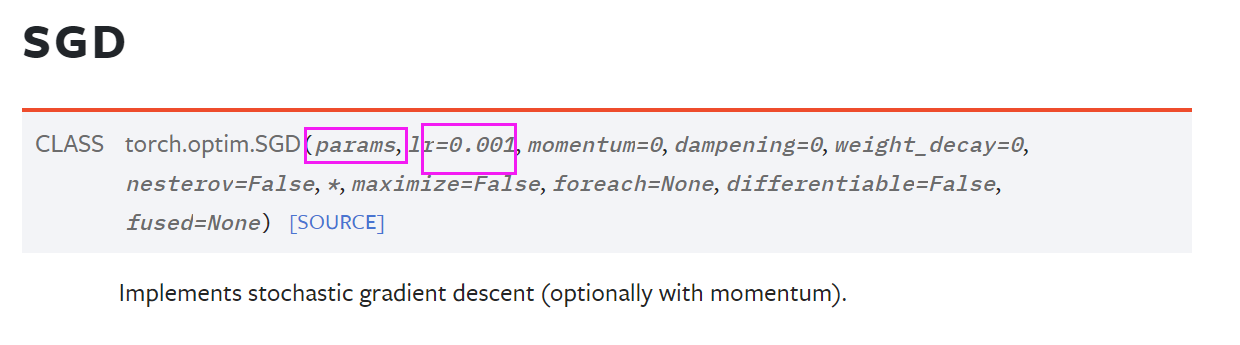 SGD
CLASS torch.optim.SGD(params, lr=0.001, momentum=0, dampening=0, weight_decay=0,
nesterov=False, *, maximize=False, foreach=None, differentiable=False,
fused=None) [SOURCE]
Implements stochastic gradient descent (optionally with momentum).